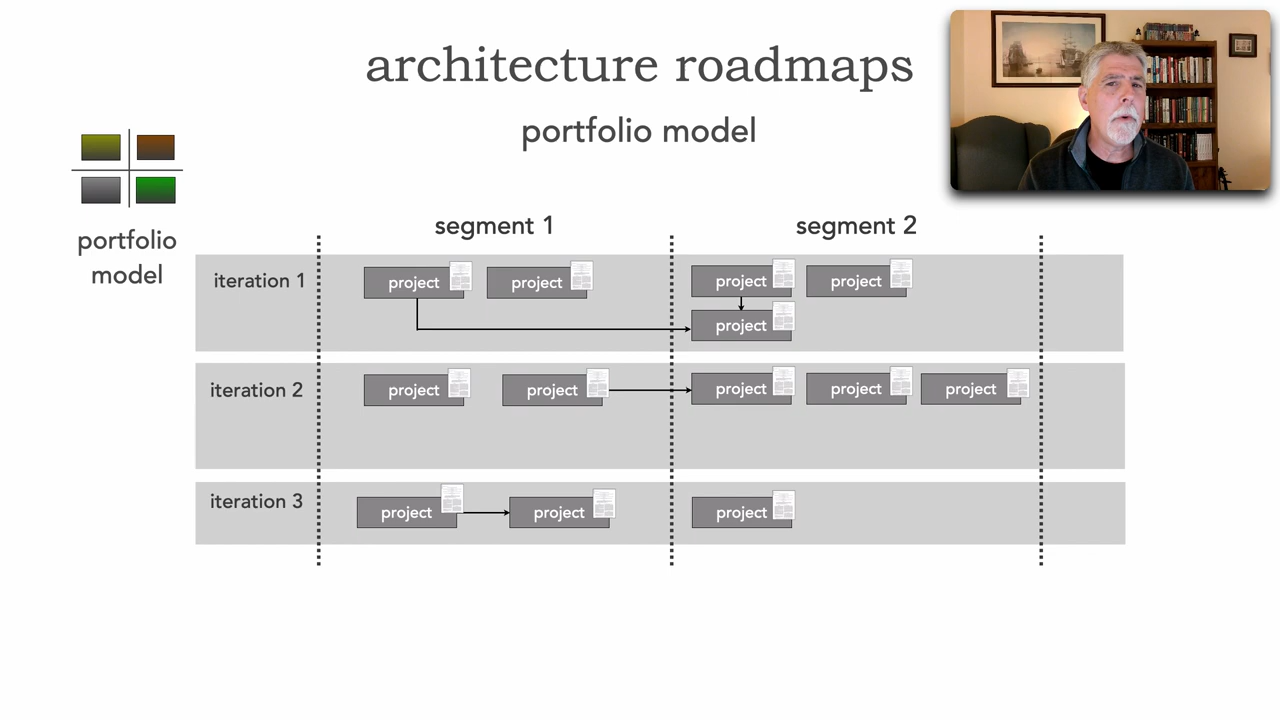 architecture roadmaps
portfolio model
portfolio
model
segment 1
segment 2
iteration 1
project
project
project
project
project
iteration 2
project
project
project
project
project
iteration 3
project
project
project